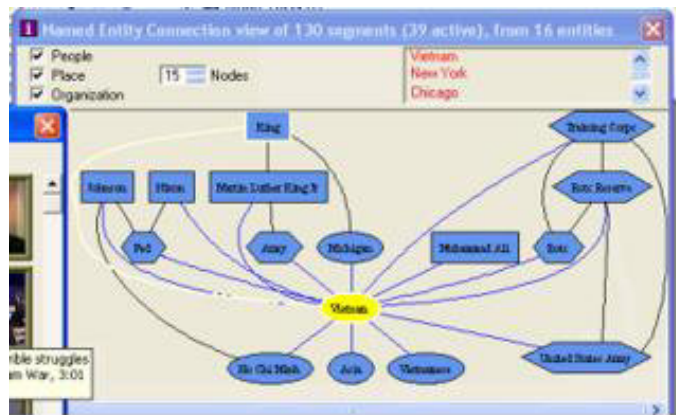 Named Entity Connection view of 130 segments (39 active), from 16 entities
People
Place
Organization
15 Nodes
Vietnam
New York
Chicago
King
Training Corps
Johnson
Nixon
Martin Luther King Jr
Rotc Reserve
Fed
Army
Michigan
Muhammad Ali
Rotc
Vietnam
Ho Chi Minh
Asia
Vietnamese
United States Army
rible struggles
am War, 3:01